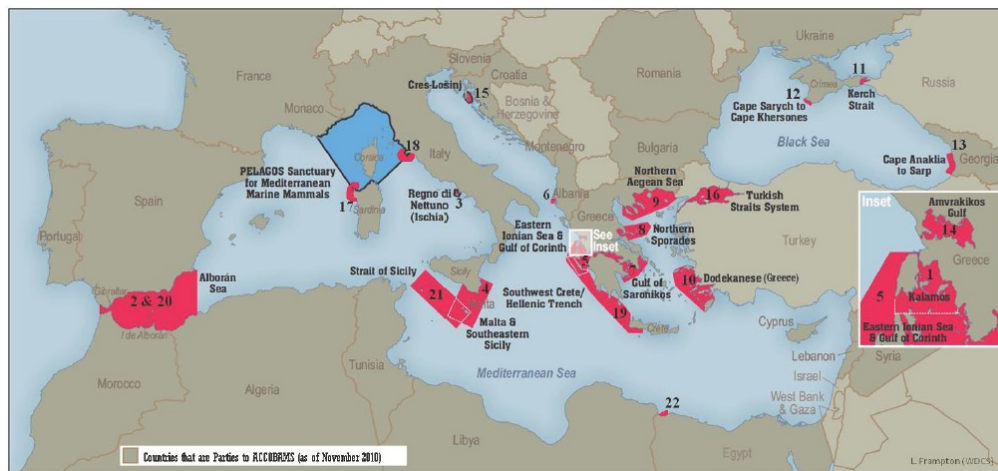 Ukraine
Slovenia
France
Croatia
Romania
11
Russia
Crimea
Cres-Lošinj
15
12
Kerch
Strait
Cape Sarych to
Cape Khersones
Monaco
Bosnia &
Herzegovina
Black Sea
13
18
Italy
Montenegro
Bulgaria
Cape Anaklia
to Sarp
Georgia
Corsica
PELAGOS Sanctuary
for Mediterranean
Marine Mammals
17
Sardinia
Spain
Portugal
Regno di
Nettuno
(Ischia)
3
6
Albania
Northern
Aegean Sea
9
16
Turkish
Straits System
Greece
8
Northern
Sporades
See
Inset
Eastern
Ionian Sea &
Gulf of Corinth
Turkey
Inset
Amvrakikos
Gulf
14
Greece
1
Kalamos
5
Eastern Ionian Sea
& Gulf of Corinth
Gibraltar
Alborán
Sea
2 & 20
I de Alborán
Strait of Sicily
Sicily
21
4
Malta
Malta &
Southeastern
Sicily
5
7
Gulf of
Saronikos
10
Dodekanese (Greece)
Southwest Crete/
Hellenic Trench
19
Crete
Cyprus
Lebanon
Syria
Israel
West Bank
& Gaza
Morocco
Algeria
Tunisia
Mediterranean Sea
22
Libya
Egypt
Jordan
Countries that are Parties to ACCOBAMS (as of November 2010)
L. Frampton (WDCS)